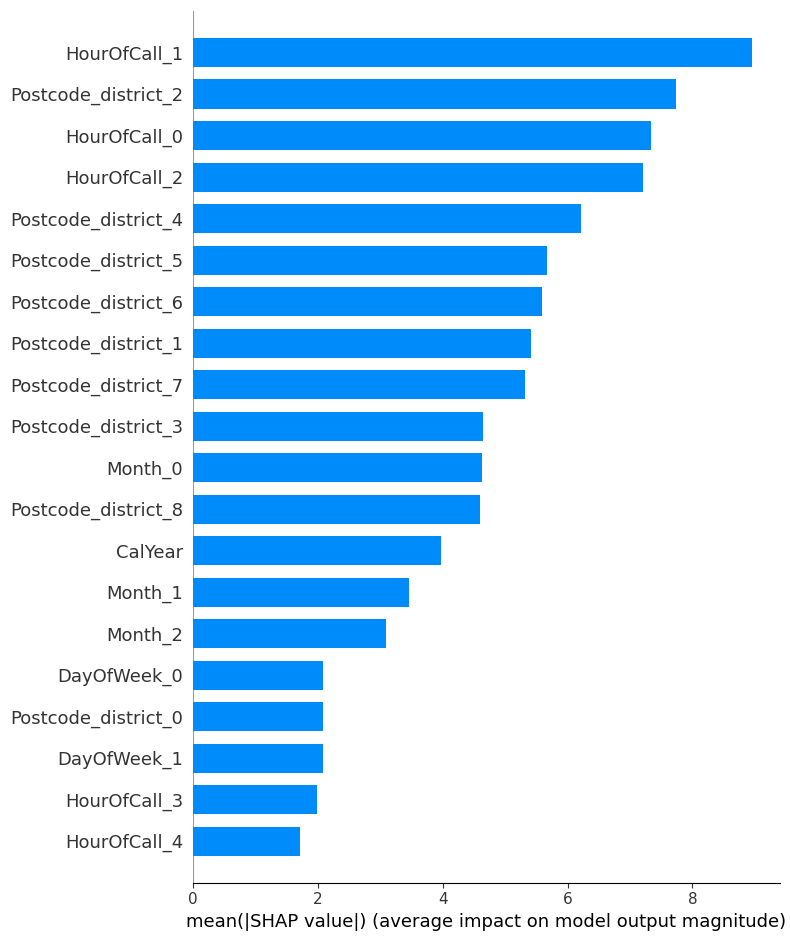 HourOfCall_1
Postcode_district_2
HourOfCall_0
HourOfCall_2
Postcode_district_4
Postcode_district_5
Postcode_district_6
Postcode_district_1
Postcode_district_7
Postcode_district_3
Month_0
Postcode_district_8
CalYear
Month_1
Month_2
DayOfWeek_0
Postcode_district_0
DayOfWeek_1
HourOfCall_3
HourOfCall_4
0 2 4 6 8
mean(|SHAP value|) (average impact on model output magnitude)